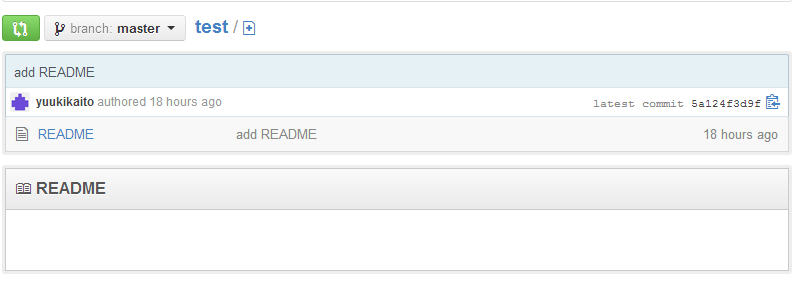 branch: master test /
add README
yuukikaito authored 18 hours ago latest commit 5a124f3d9f
README add README 18 hours ago
README